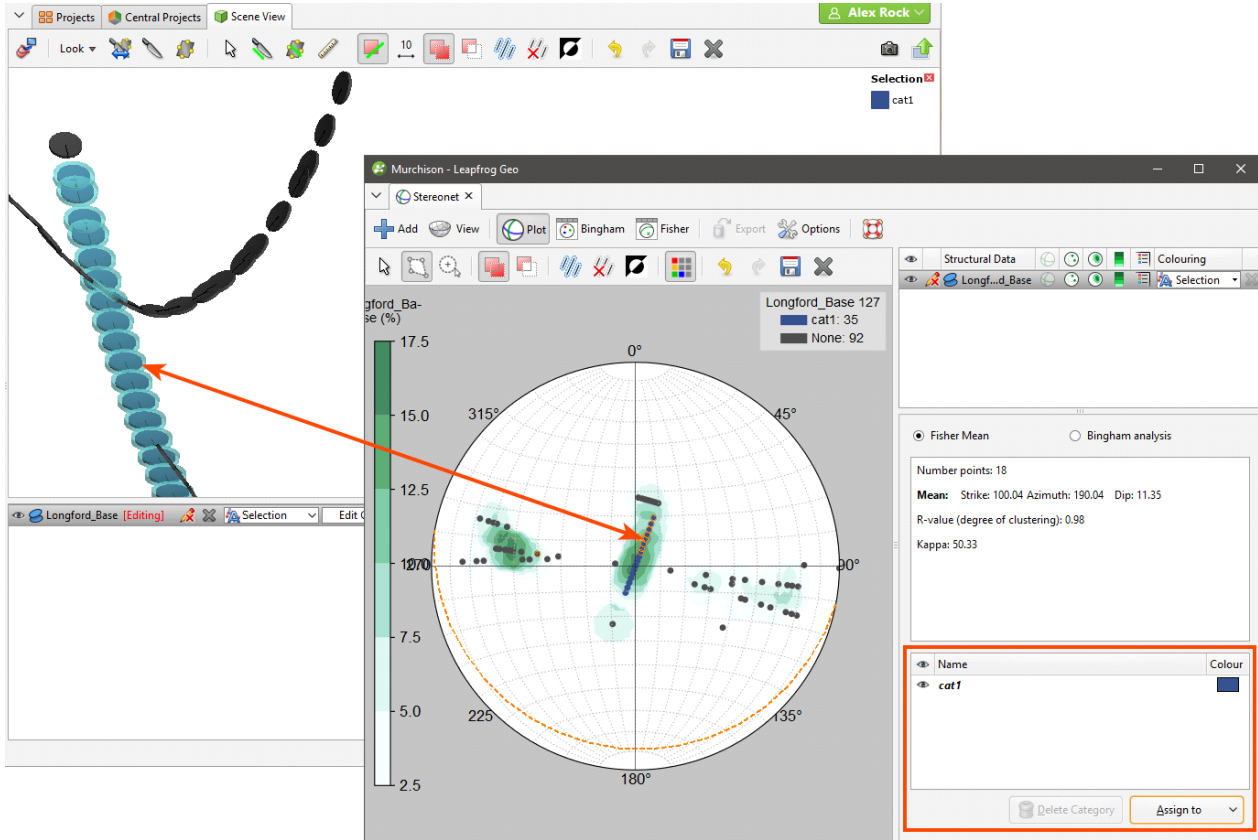 Projects Central Projects Scene View
Alex Rock
Look 10
Selection
cat1
Murchison - Leapfrog Geo
Stereonet
Add View Plot Bingham Fisher Export Options
Structural Data Colouring
Longf...d_Base Selection
gford_Ba-
se (%)
Longford_Base 127
cat1: 35
None: 92
17.5
15.0
12.5
10.0
7.5
5.0
2.5
0°
45°
90°
135°
180°
225
270
315°
Fisher Mean Bingham analysis
Number points: 18
Mean: Strike: 100.04 Azimuth: 190.04 Dip: 11.35
R-value (degree of clustering): 0.98
Kappa: 50.33
Longford_Base [Editing] Selection Edit
Name Colour
cat1
Delete Category Assign to